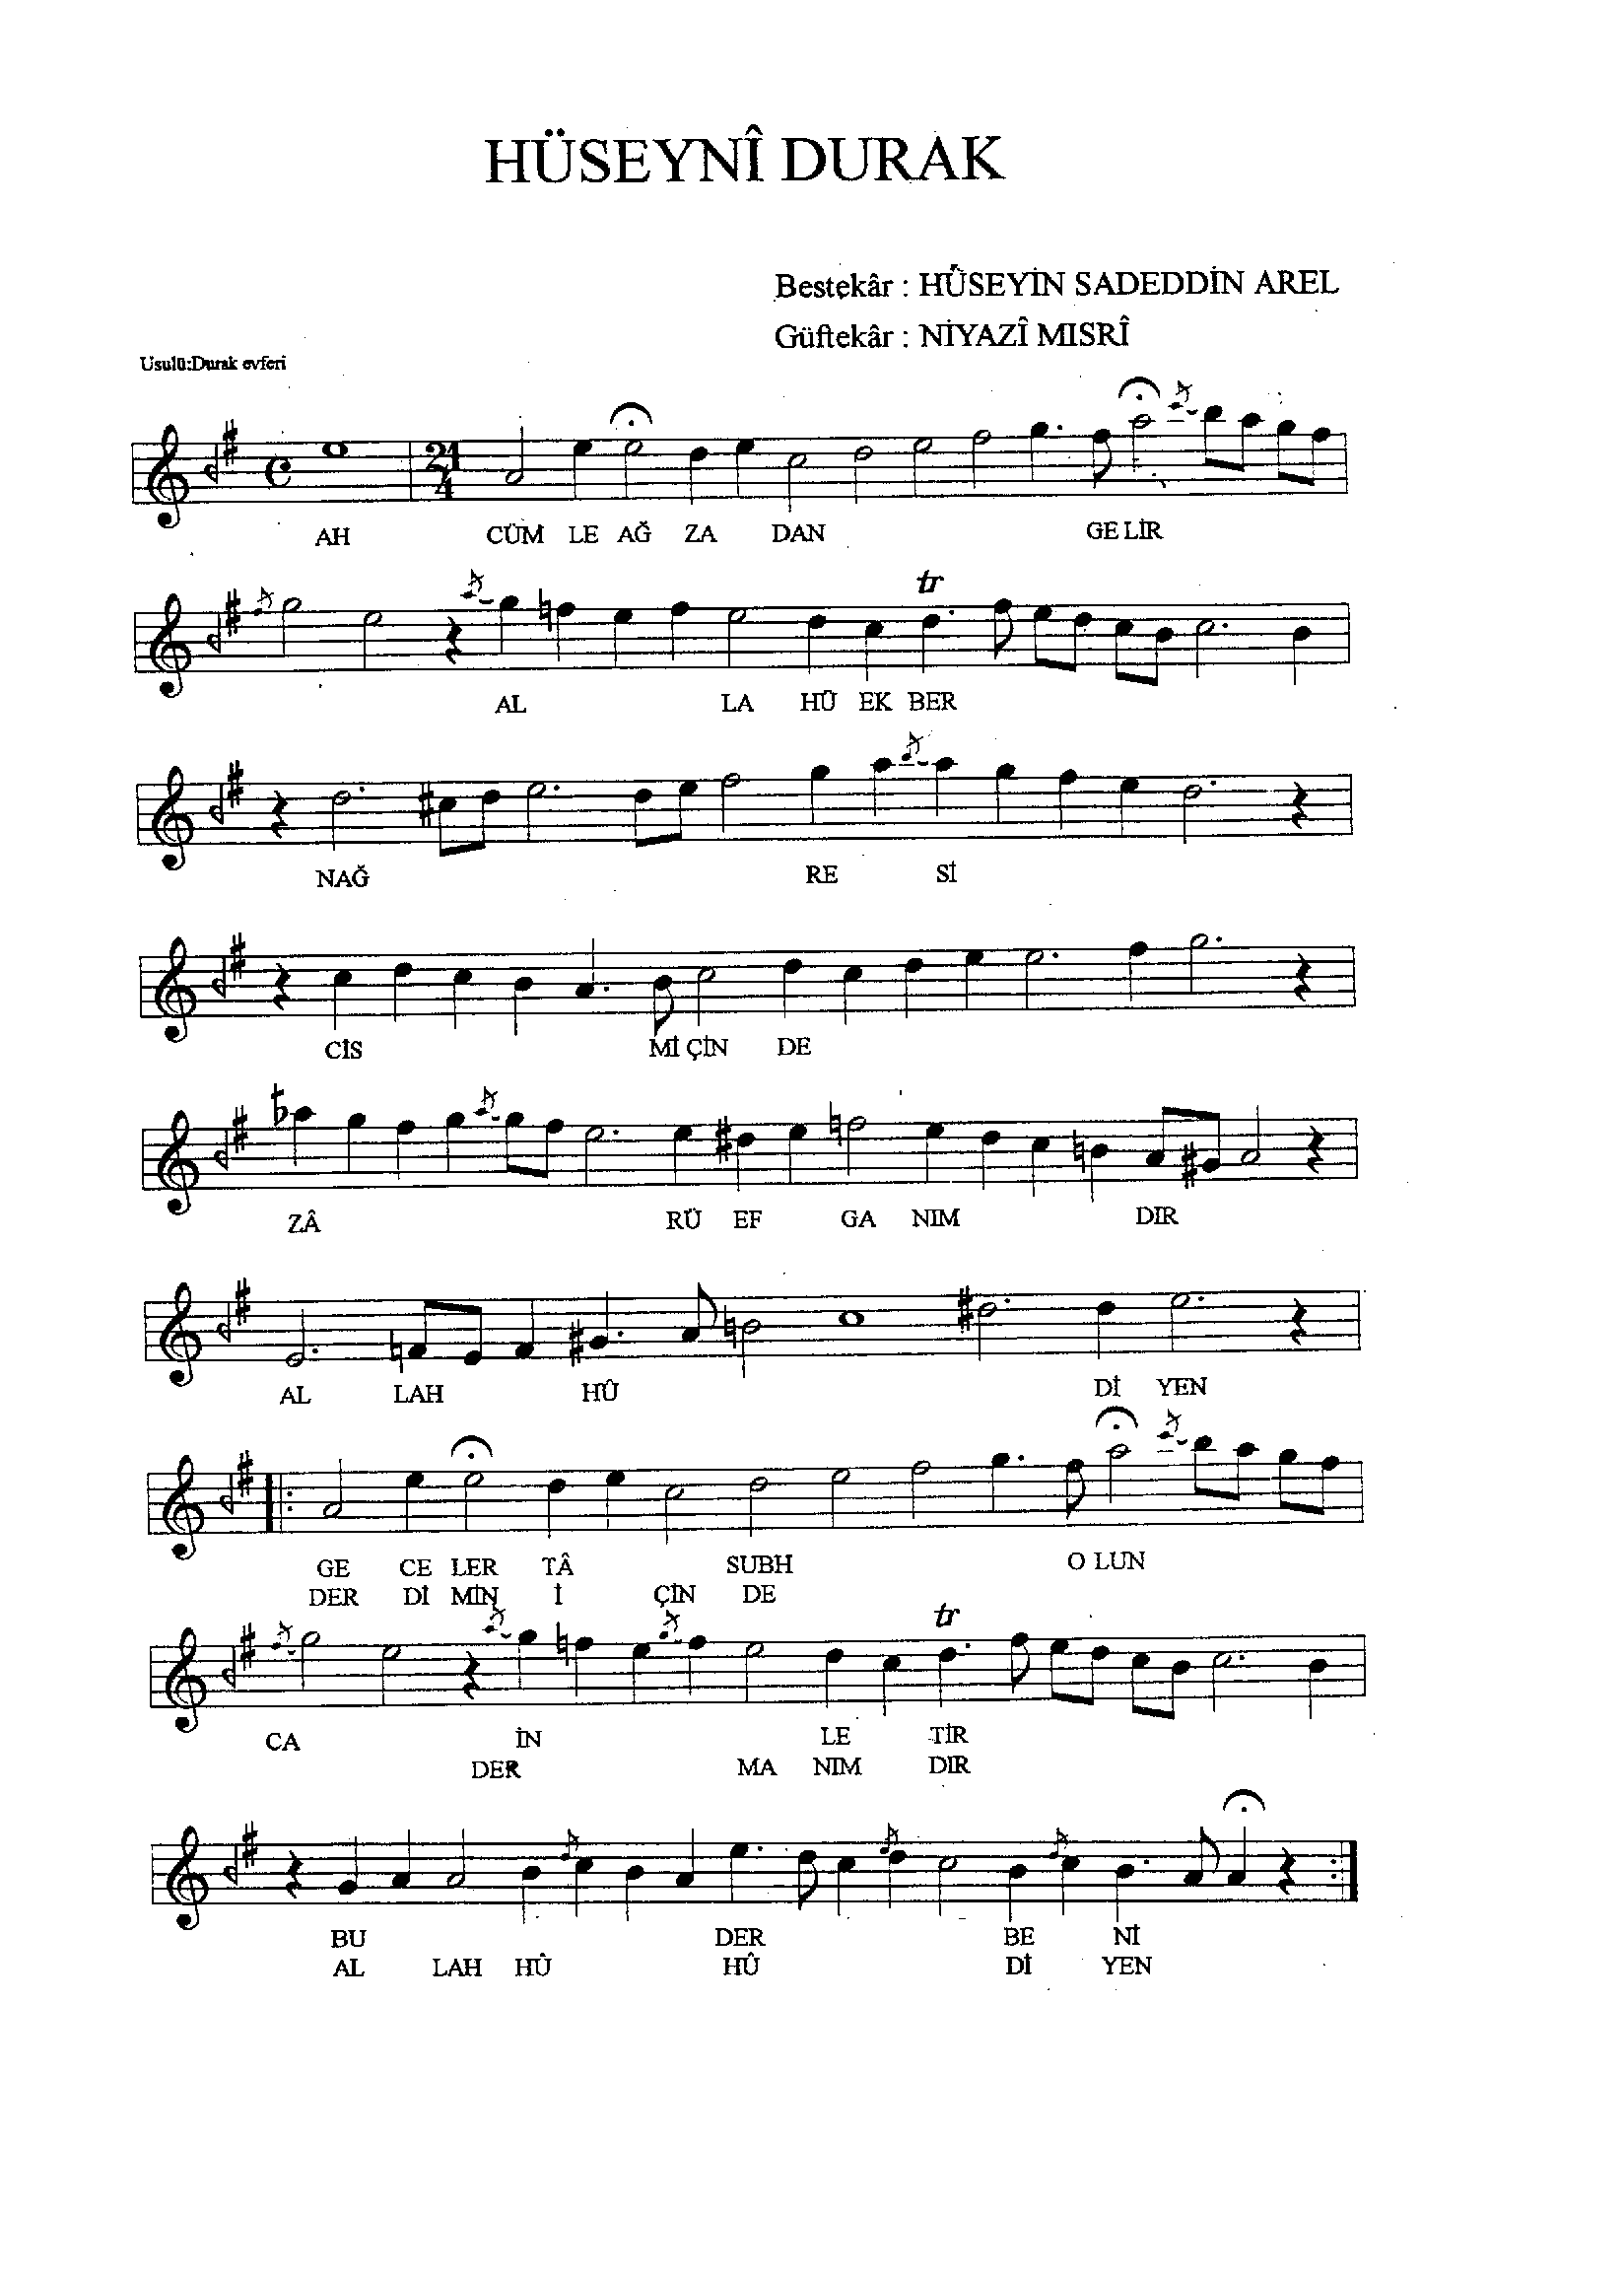 HÜSEYNÎ DURAK
Bestekâr : HÜSEYİN SADEDDİN AREL
Güftekâr : NİYAZÎ MISRÎ
Usulü:Durak evferi
21
4
AH CÜM LE AĞ ZA DAN GE LİR
tr
AL LA HÜ EK BER
NAĞ RE Sİ
CİS Mİ ÇİN DE
ZÂ RÜ EF GA NIM DIR
AL LAH HÛ Dİ YEN
GE CE LER TÂ SUBH O LUN
DER Dİ MİN İ ÇİN DE
tr
CA İN LE TİR
DER MA NIM DIR
BU DER BE Nİ
AL LAH HÛ HÛ Dİ YEN